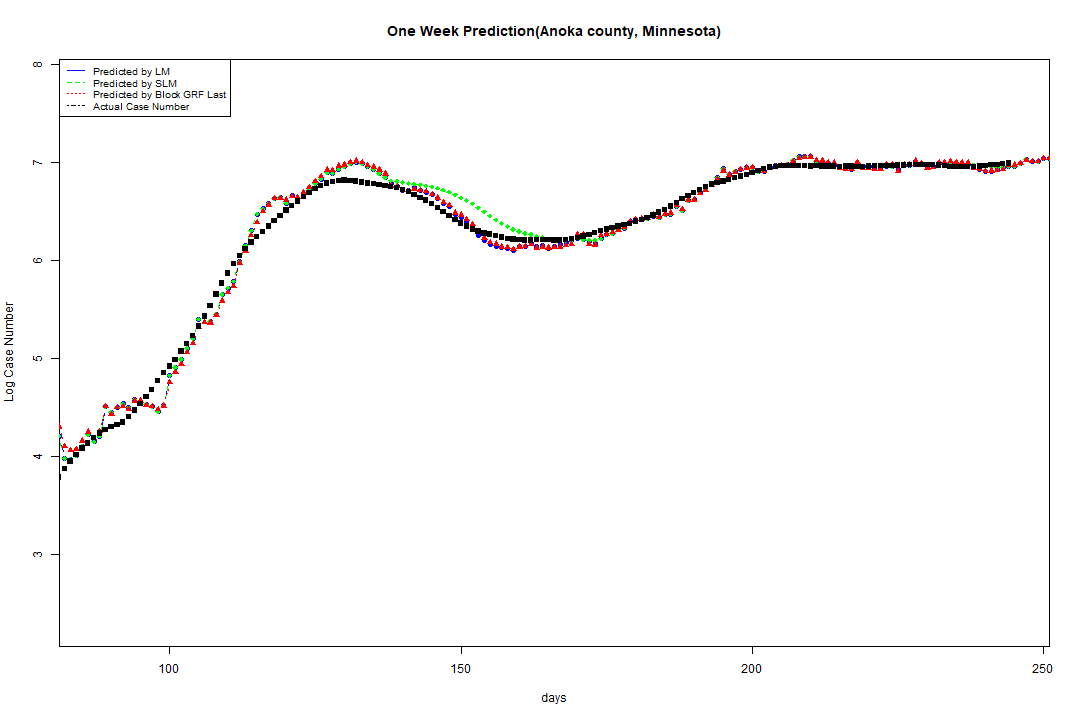 One Week Prediction(Anoka county, Minnesota)
8
Predicted by LM
Predicted by SLM
Predicted by Block GRF Last
Actual Case Number
7
6
5
4
3
Log Case Number
100 150 200 250
days